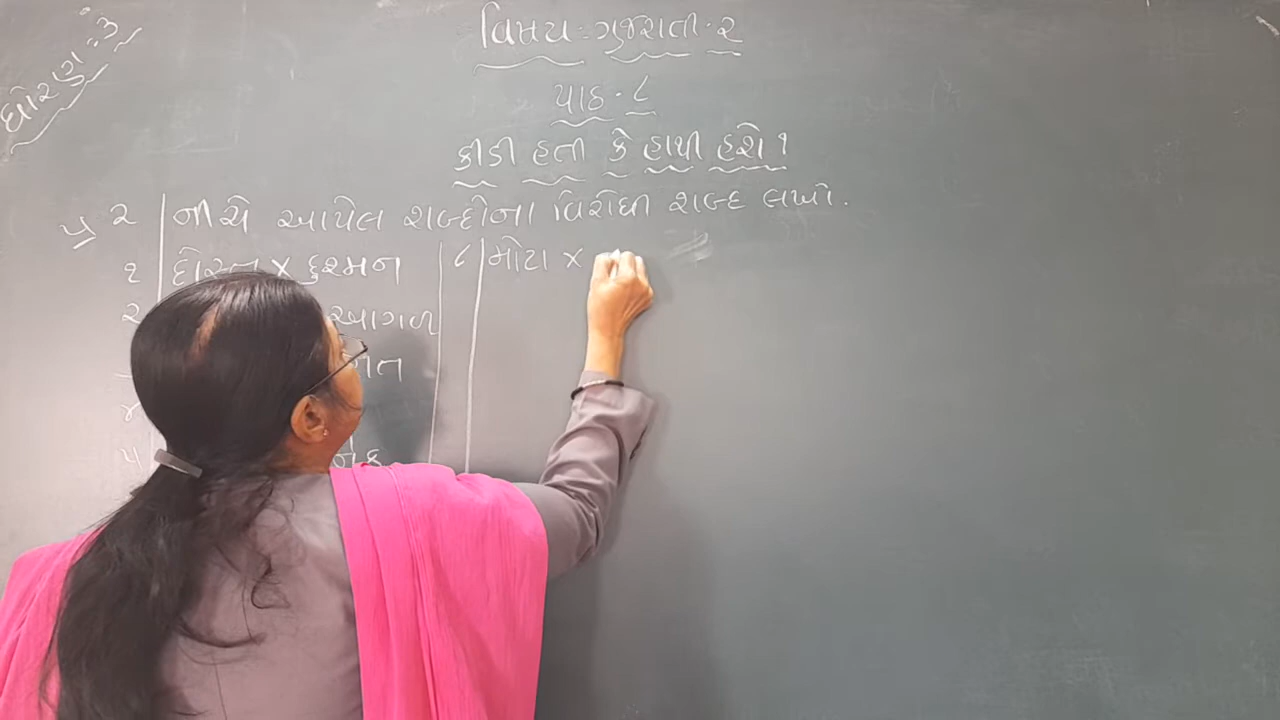 ધોરણ : ૩
વિષય : ગુજરાતી - ૨
પાઠ - ૮
કીડી હતી કે હાથી હશે ?
પ્ર ૨ નીચે આપેલ શબ્દોના વિરોધી શબ્દ લખો.
૧ દોસ્ત × દુશ્મન
૨ આગળ
૪
૫
૮ મોટા ×